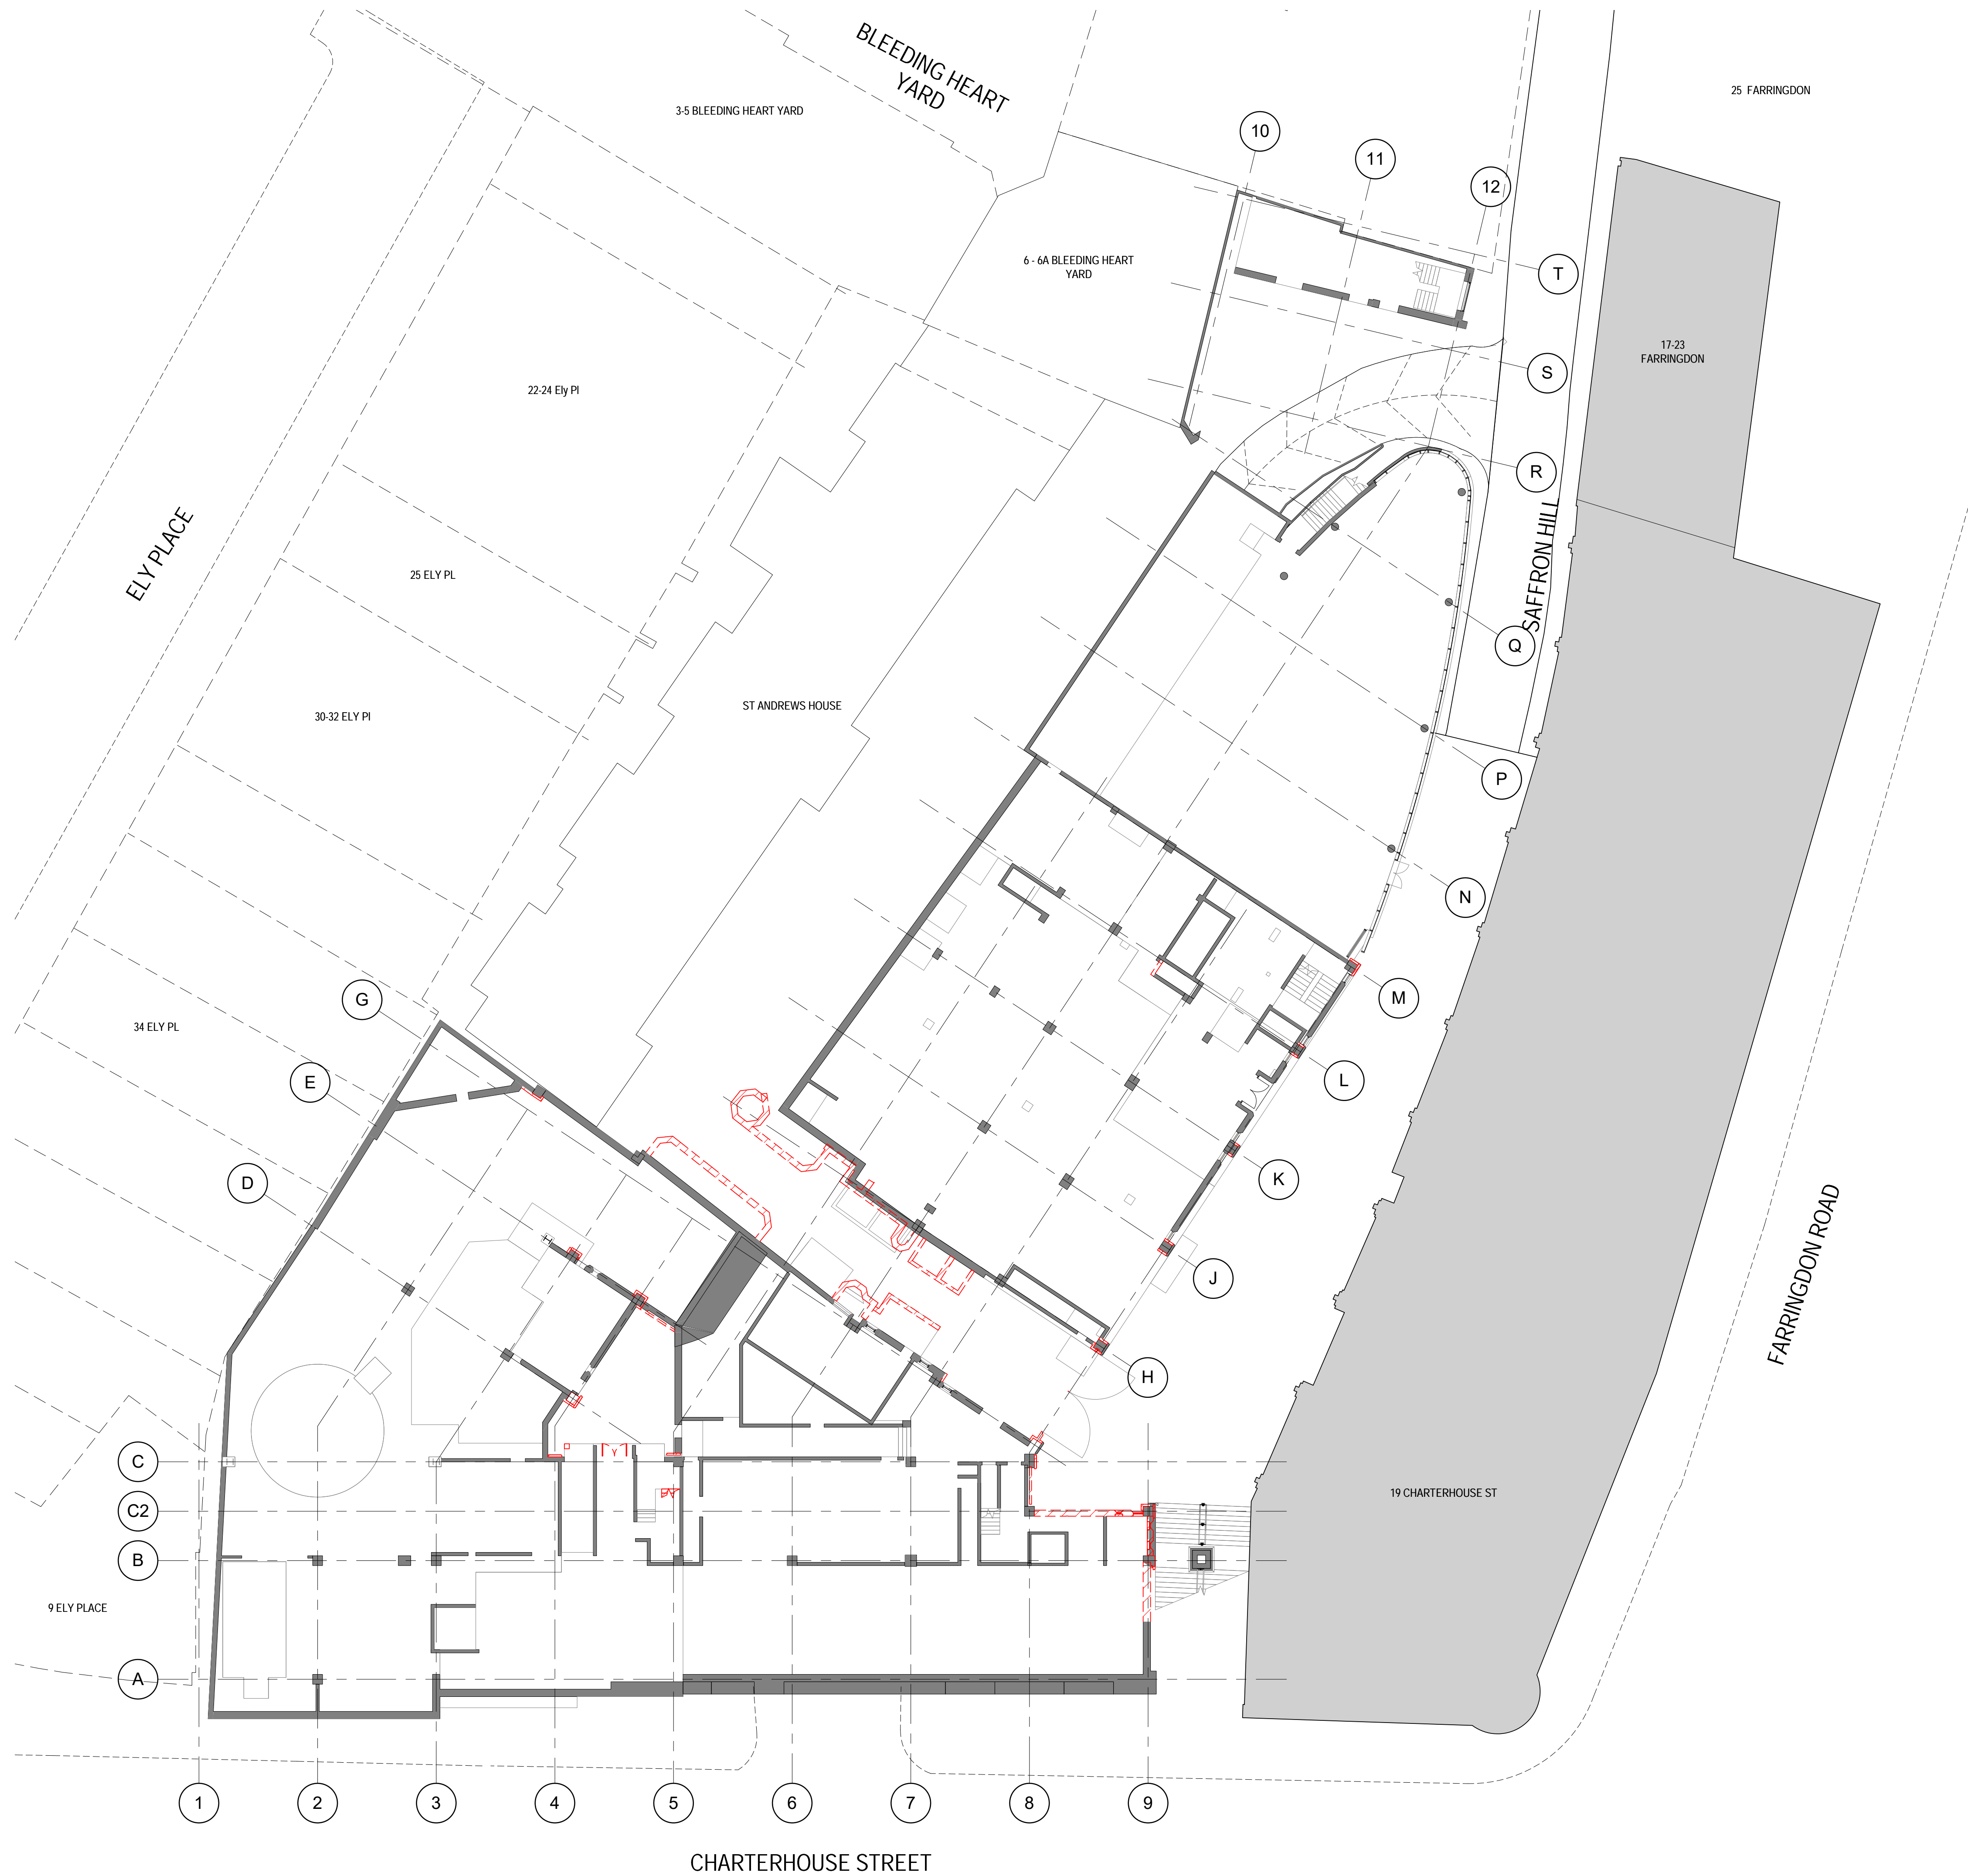 BLEEDING HEART
YARD
25 FARRINGDON
3-5 BLEEDING HEART YARD
10
11
12
6 - 6A BLEEDING HEART
YARD
T
17-23
FARRINGDON
S
22-24 Ely Pl
R
ELY PLACE
25 ELY PL
SAFFRON HILL
Q
30-32 ELY Pl
ST ANDREWS HOUSE
P
N
G
M
34 ELY PL
E
L
D
K
FARRINGDON ROAD
J
H
C
19 CHARTERHOUSE ST
C2
B
9 ELY PLACE
A
1
2
3
4
5
6
7
8
9
CHARTERHOUSE STREET